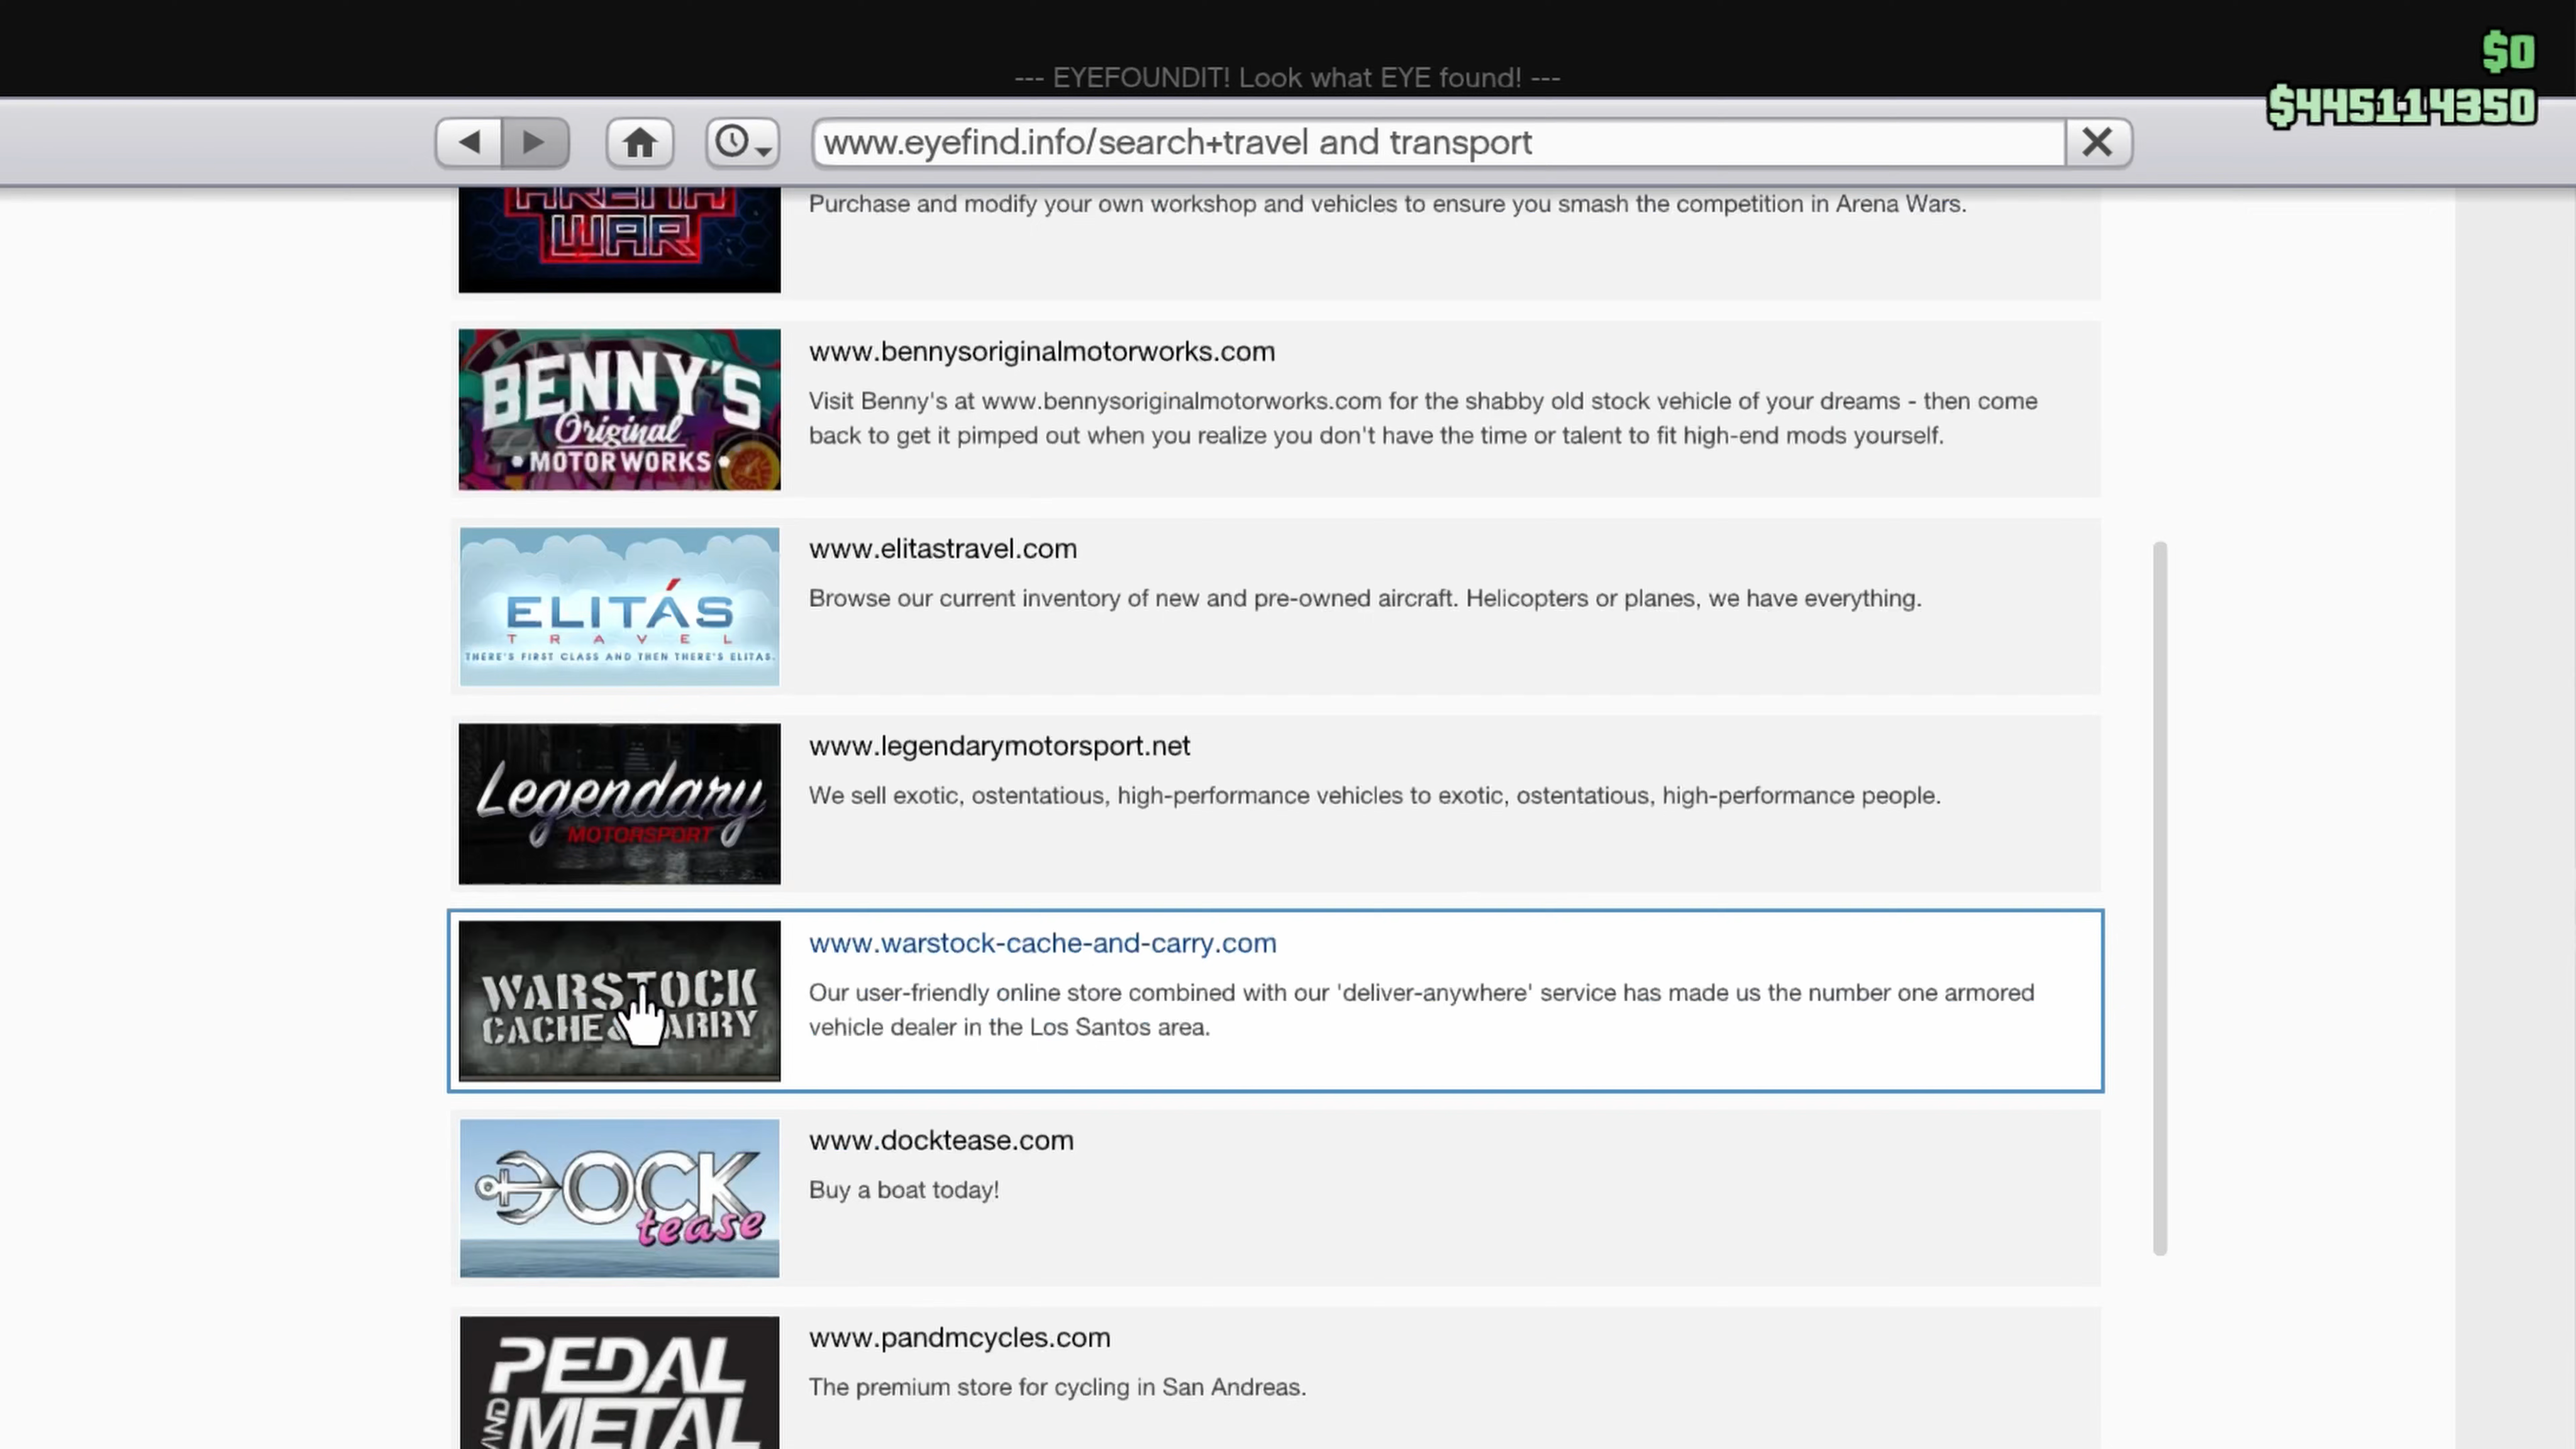 $0
--- EYEFOUNDIT! Look what EYE found! ---
$445114350
www.eyefind.info/search+travel and transport
ARENA
WAR
Purchase and modify your own workshop and vehicles to ensure you smash the competition in Arena Wars.
BENNY'S
Original
MOTOR WORKS
www.bennysoriginalmotorworks.com
Visit Benny's at www.bennysoriginalmotorworks.com for the shabby old stock vehicle of your dreams - then come
back to get it pimped out when you realize you don't have the time or talent to fit high-end mods yourself.
ELITÁS
TRAVEL
THERE'S FIRST CLASS AND THEN THERE'S ELITAS.
www.elitastravel.com
Browse our current inventory of new and pre-owned aircraft. Helicopters or planes, we have everything.
Legendary
MOTORSPORT
www.legendarymotorsport.net
We sell exotic, ostentatious, high-performance vehicles to exotic, ostentatious, high-performance people.
WARSTOCK
CACHE & CARRY
www.warstock-cache-and-carry.com
Our user-friendly online store combined with our 'deliver-anywhere' service has made us the number one armored
vehicle dealer in the Los Santos area.
DOCK
tease
www.docktease.com
Buy a boat today!
PEDAL
AND METAL
www.pandmcycles.com
The premium store for cycling in San Andreas.